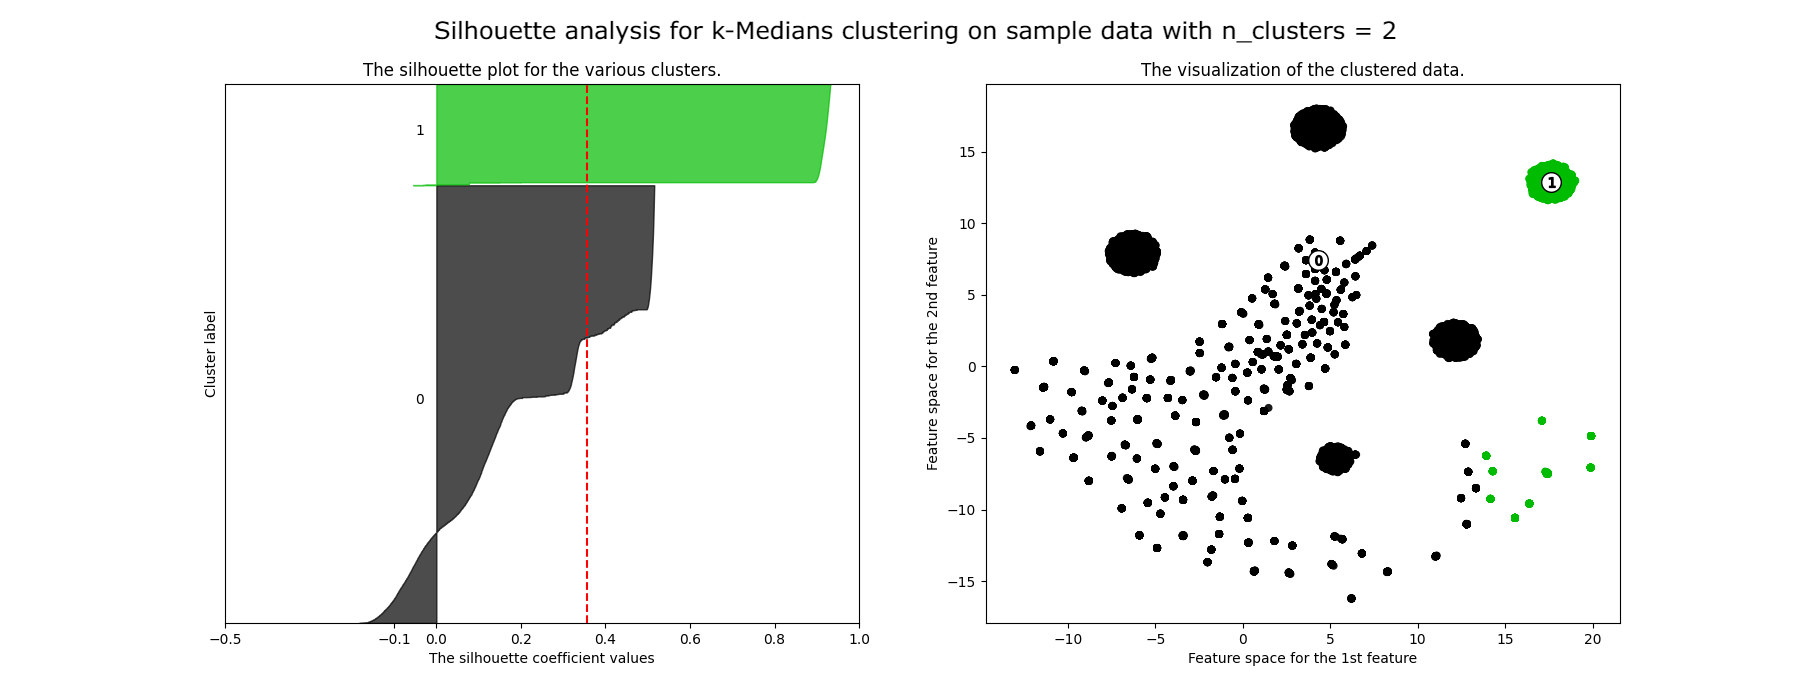 Silhouette analysis for k-Medians clustering on sample data with n_clusters = 2
The silhouette plot for the various clusters.
1
0
Cluster label
−0.5 −0.1 0.0 0.2 0.4 0.6 0.8 1.0
The silhouette coefficient values
The visualization of the clustered data.
15
10
5
0
−5
−10
−15
Feature space for the 2nd feature
1
0
−10 −5 0 5 10 15 20
Feature space for the 1st feature